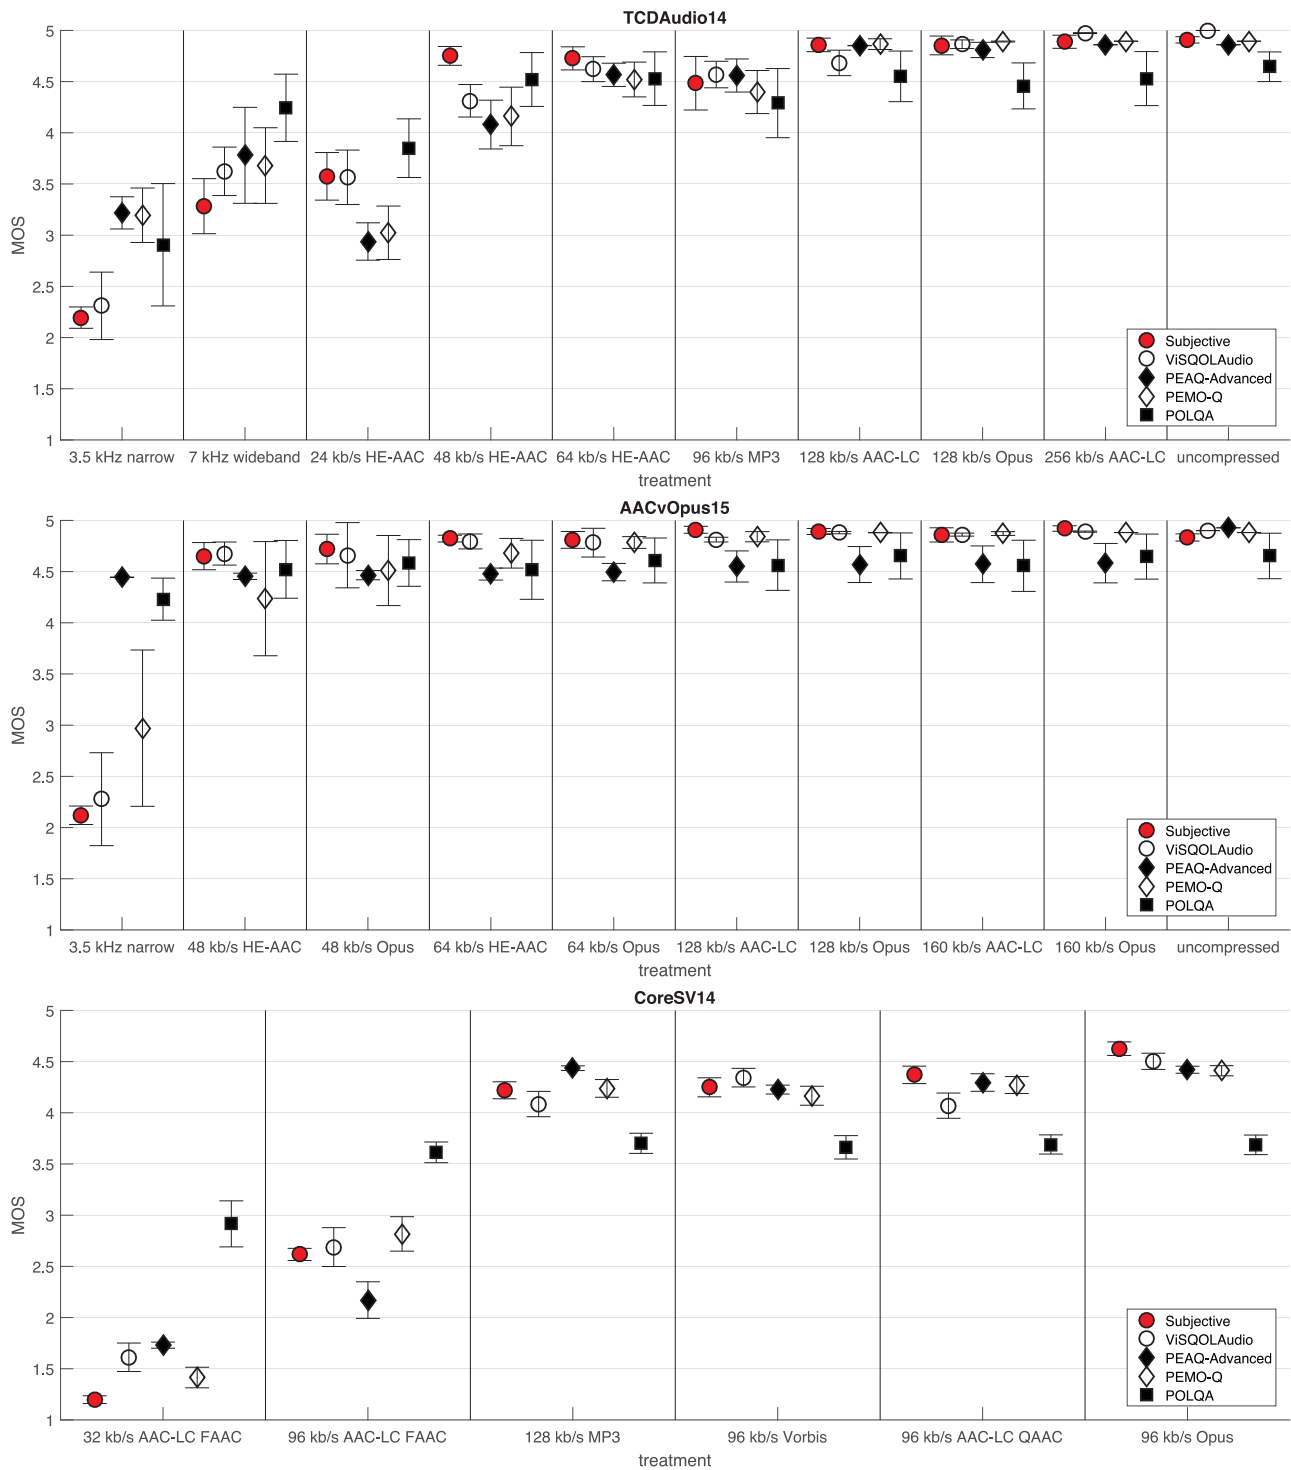 TCDAudio14
5
4.5
4
3.5
3
2.5
2
1.5
1
MOS
Subjective
ViSQOLAudio
PEAQ-Advanced
PEMO-Q
POLQA
3.5 kHz narrow 7 kHz wideband 24 kb/s HE-AAC 48 kb/s HE-AAC 64 kb/s HE-AAC 96 kb/s MP3 128 kb/s AAC-LC 128 kb/s Opus 256 kb/s AAC-LC uncompressed
treatment
AACvOpus15
5
4.5
4
3.5
3
2.5
2
1.5
1
MOS
Subjective
ViSQOLAudio
PEAQ-Advanced
PEMO-Q
POLQA
3.5 kHz narrow 48 kb/s HE-AAC 48 kb/s Opus 64 kb/s HE-AAC 64 kb/s Opus 128 kb/s AAC-LC 128 kb/s Opus 160 kb/s AAC-LC 160 kb/s Opus uncompressed
treatment
CoreSV14
5
4.5
4
3.5
3
2.5
2
1.5
1
MOS
Subjective
ViSQOLAudio
PEAQ-Advanced
PEMO-Q
POLQA
32 kb/s AAC-LC FAAC 96 kb/s AAC-LC FAAC 128 kb/s MP3 96 kb/s Vorbis 96 kb/s AAC-LC QAAC 96 kb/s Opus
treatment